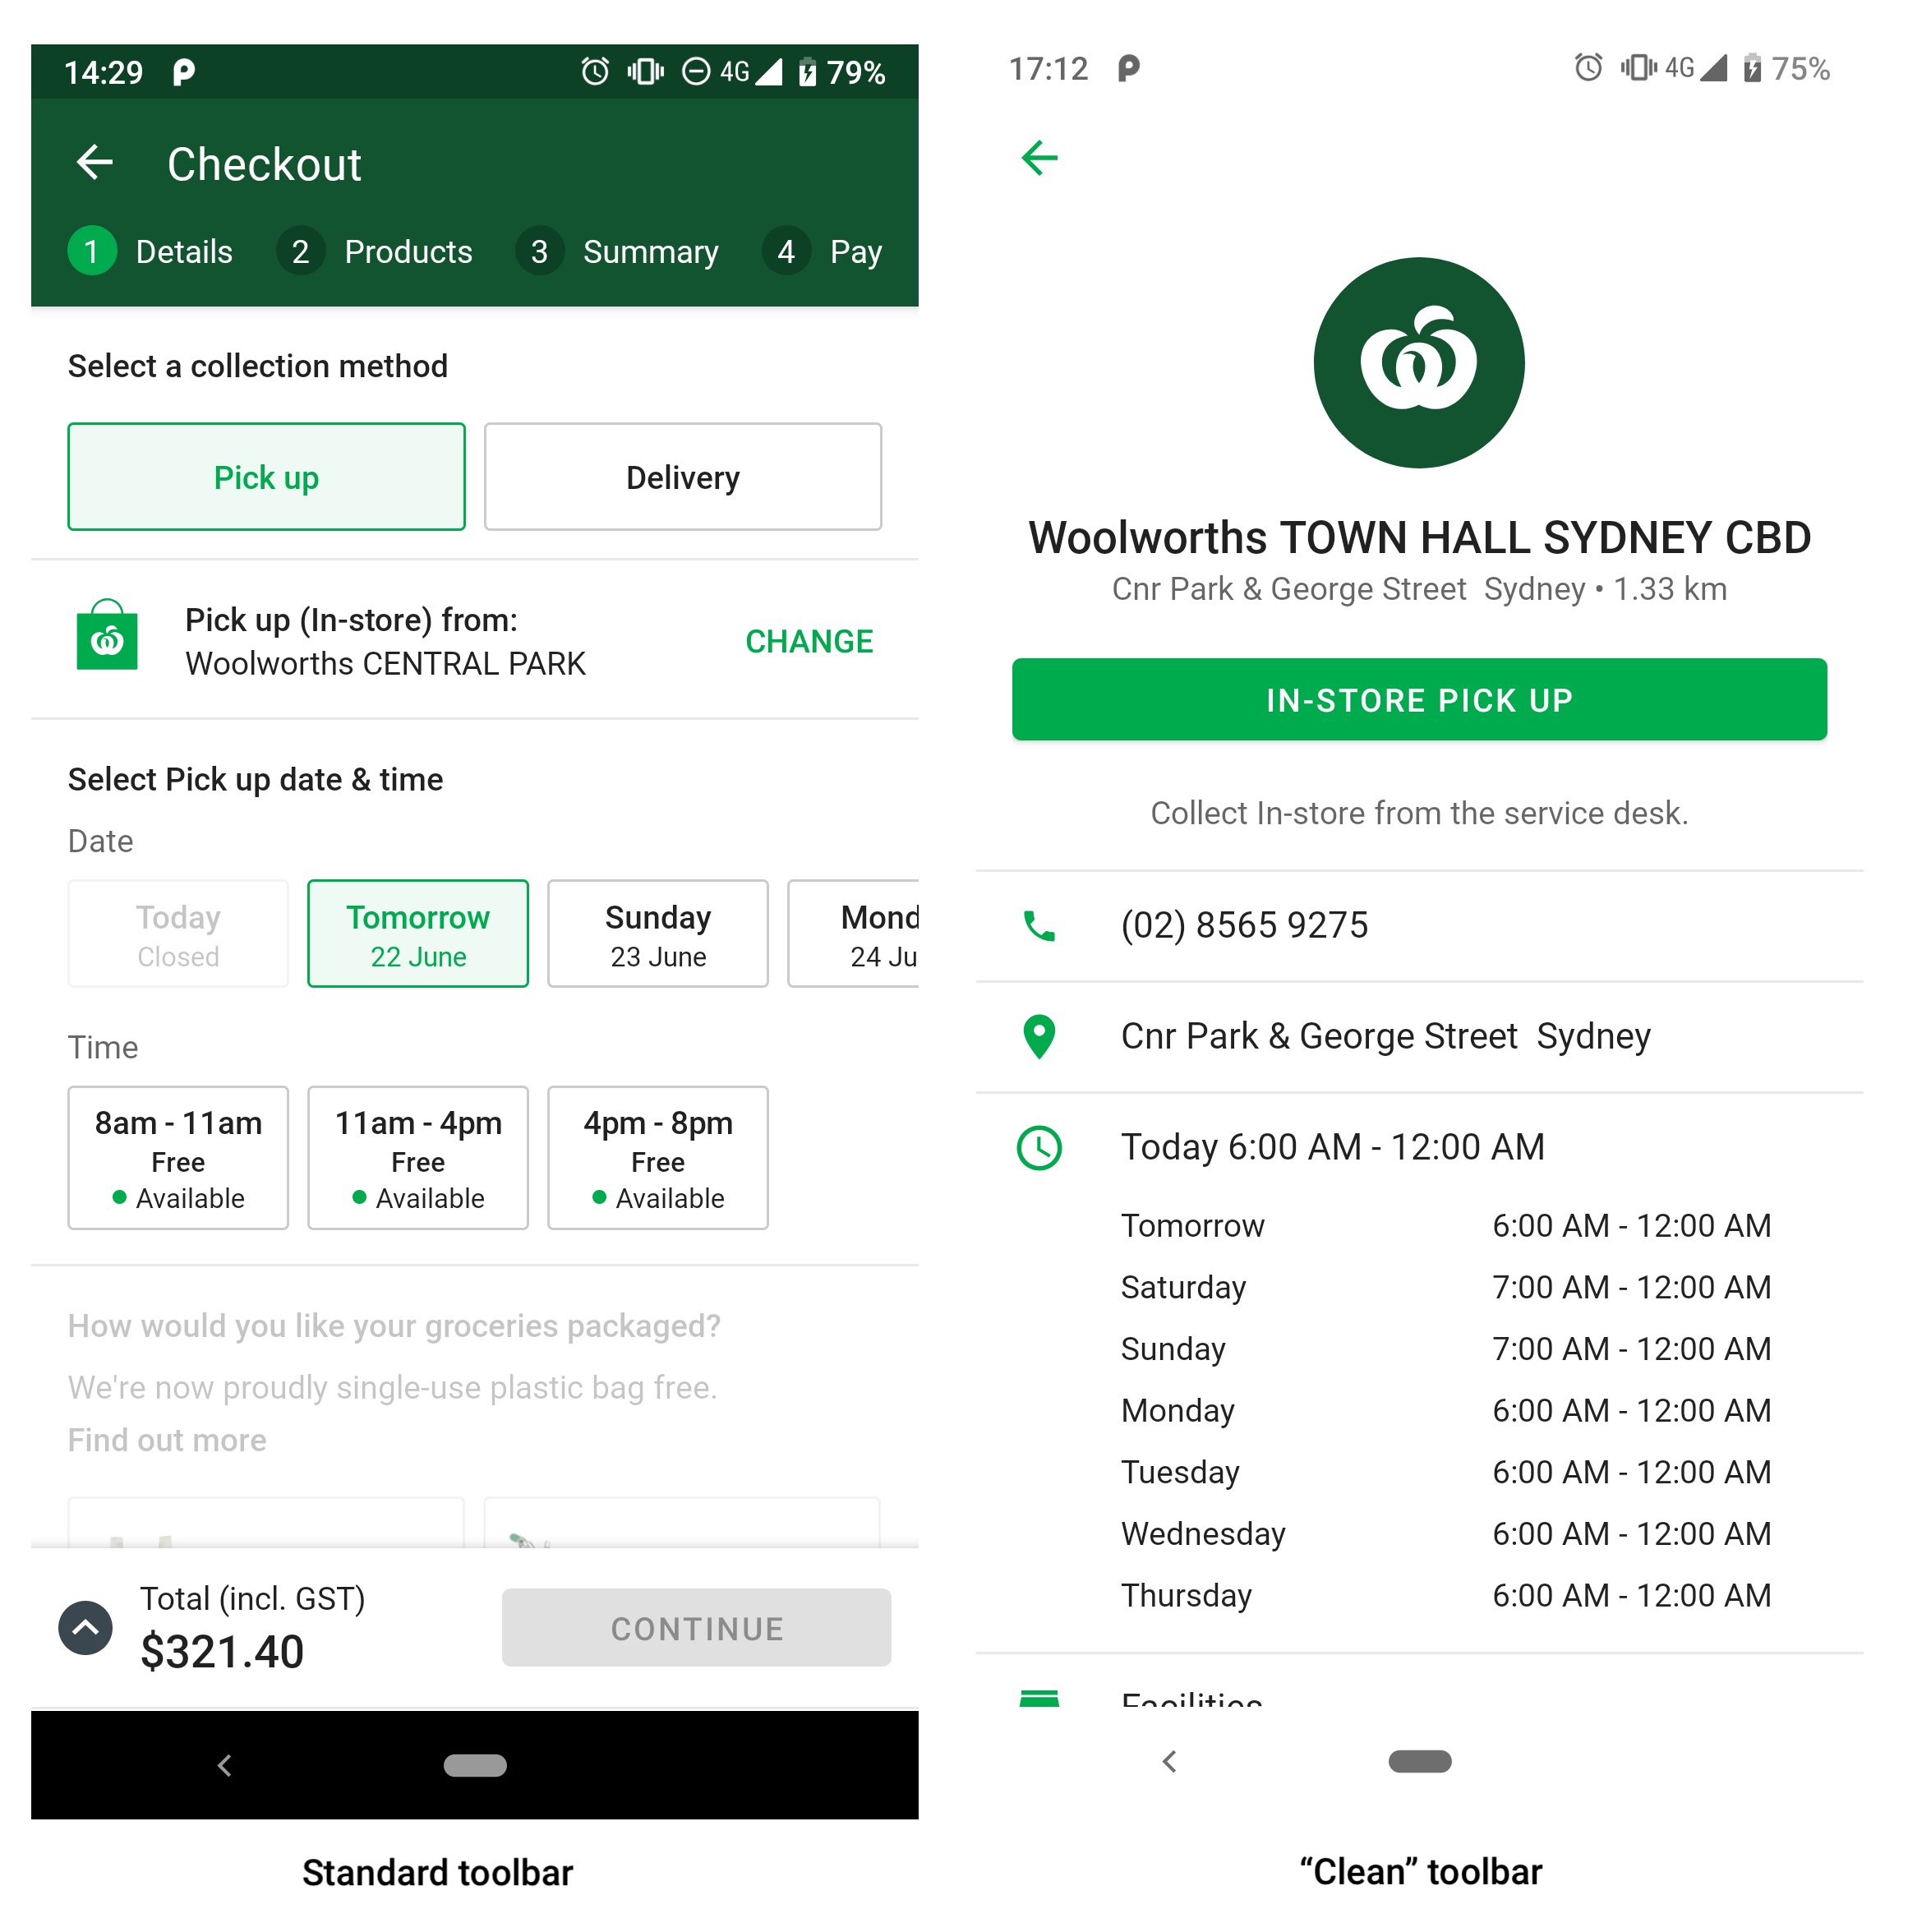 14:29
4G
79%
Checkout
1 Details 2 Products 3 Summary 4 Pay
Select a collection method
Pick up
Delivery
Pick up (In-store) from:
Woolworths CENTRAL PARK
CHANGE
Select Pick up date & time
Date
Today
Closed
Tomorrow
22 June
Sunday
23 June
Mond
24 Ju
Time
8am - 11am
Free
Available
11am - 4pm
Free
Available
4pm - 8pm
Free
Available
How would you like your groceries packaged?
We're now proudly single-use plastic bag free.
Find out more
Total (incl. GST)
$321.40
CONTINUE
Standard toolbar
17:12
4G
75%
Woolworths TOWN HALL SYDNEY CBD
Cnr Park & George Street  Sydney • 1.33 km
IN-STORE PICK UP
Collect In-store from the service desk.
(02) 8565 9275
Cnr Park & George Street  Sydney
Today 6:00 AM - 12:00 AM
Tomorrow 6:00 AM - 12:00 AM
Saturday 7:00 AM - 12:00 AM
Sunday 7:00 AM - 12:00 AM
Monday 6:00 AM - 12:00 AM
Tuesday 6:00 AM - 12:00 AM
Wednesday 6:00 AM - 12:00 AM
Thursday 6:00 AM - 12:00 AM
Facilities
“Clean” toolbar